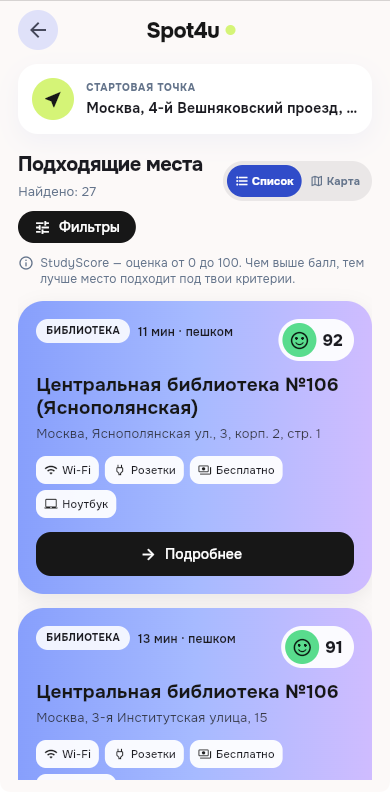 Spot4u
СТАРТОВАЯ ТОЧКА
Москва, 4-й Вешняковский проезд, ...
Подходящие места
Найдено: 27
Список
Карта
Фильтры
StudyScore — оценка от 0 до 100. Чем выше балл, тем
лучше место подходит под твои критерии.
БИБЛИОТЕКА 11 мин · пешком 92
Центральная библиотека №106
(Яснополянская)
Москва, Яснополянская ул., 3, корп. 2, стр. 1
Wi-Fi Розетки Бесплатно
Ноутбук
Подробнее
БИБЛИОТЕКА 13 мин · пешком 91
Центральная библиотека №106
Москва, 3-я Институтская улица, 15
Wi-Fi Розетки Бесплатно